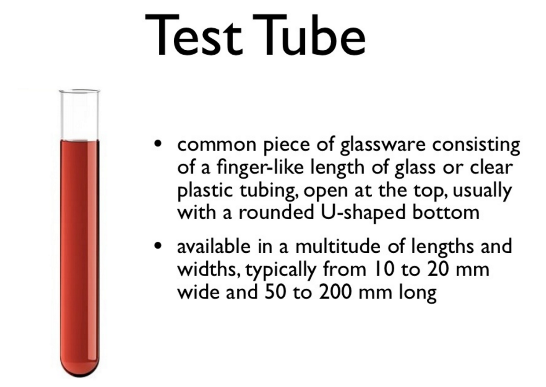 Test Tube
• common piece of glassware consisting
of a finger-like length of glass or clear
plastic tubing, open at the top, usually
with a rounded U-shaped bottom
• available in a multitude of lengths and
widths, typically from 10 to 20 mm
wide and 50 to 200 mm long